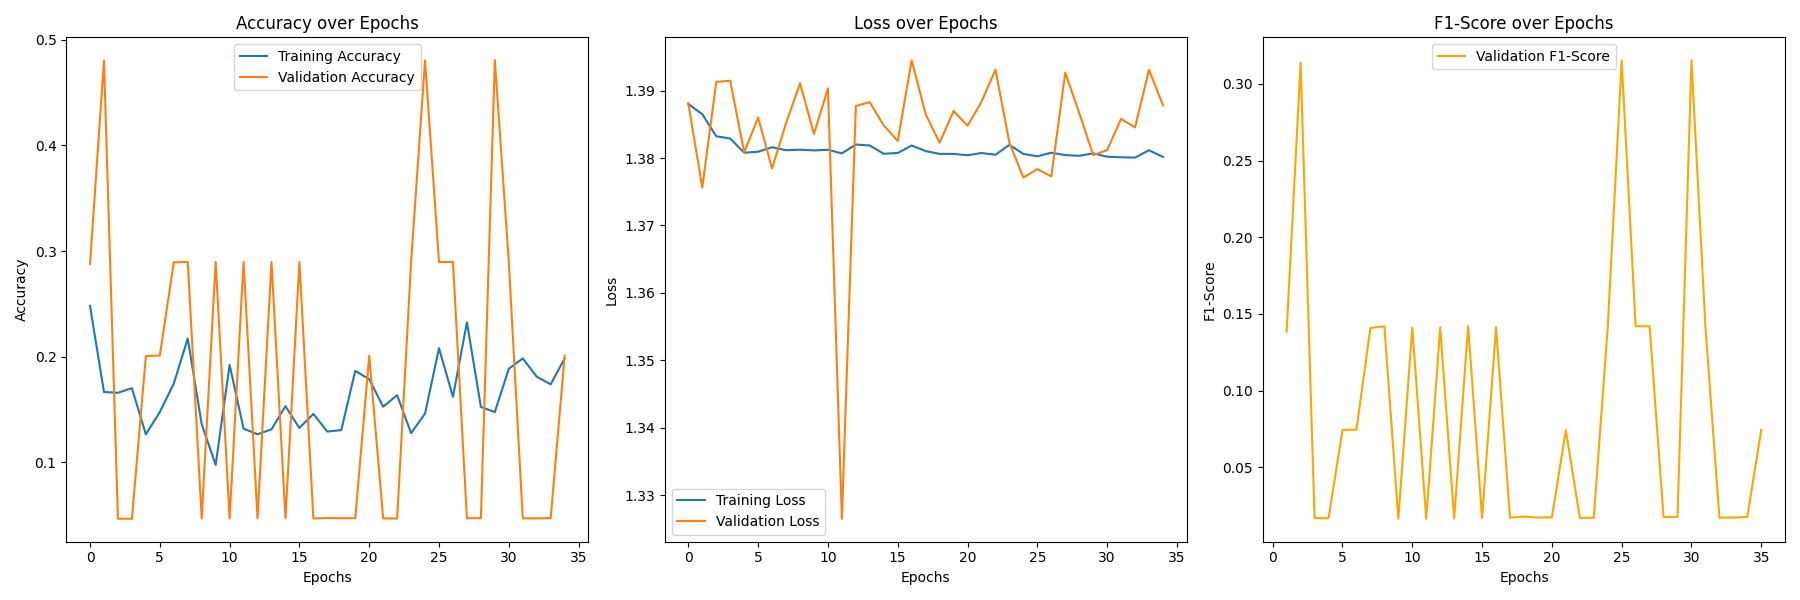 Accuracy over Epochs
0.5
0.4
0.3
0.2
0.1
Accuracy
Training Accuracy
Validation Accuracy
0 5 10 15 20 25 30 35
Epochs
Loss over Epochs
1.39
1.38
1.37
1.36
1.35
1.34
1.33
Loss
Training Loss
Validation Loss
0 5 10 15 20 25 30 35
Epochs
F1-Score over Epochs
0.30
0.25
0.20
0.15
0.10
0.05
F1-Score
Validation F1-Score
0 5 10 15 20 25 30 35
Epochs